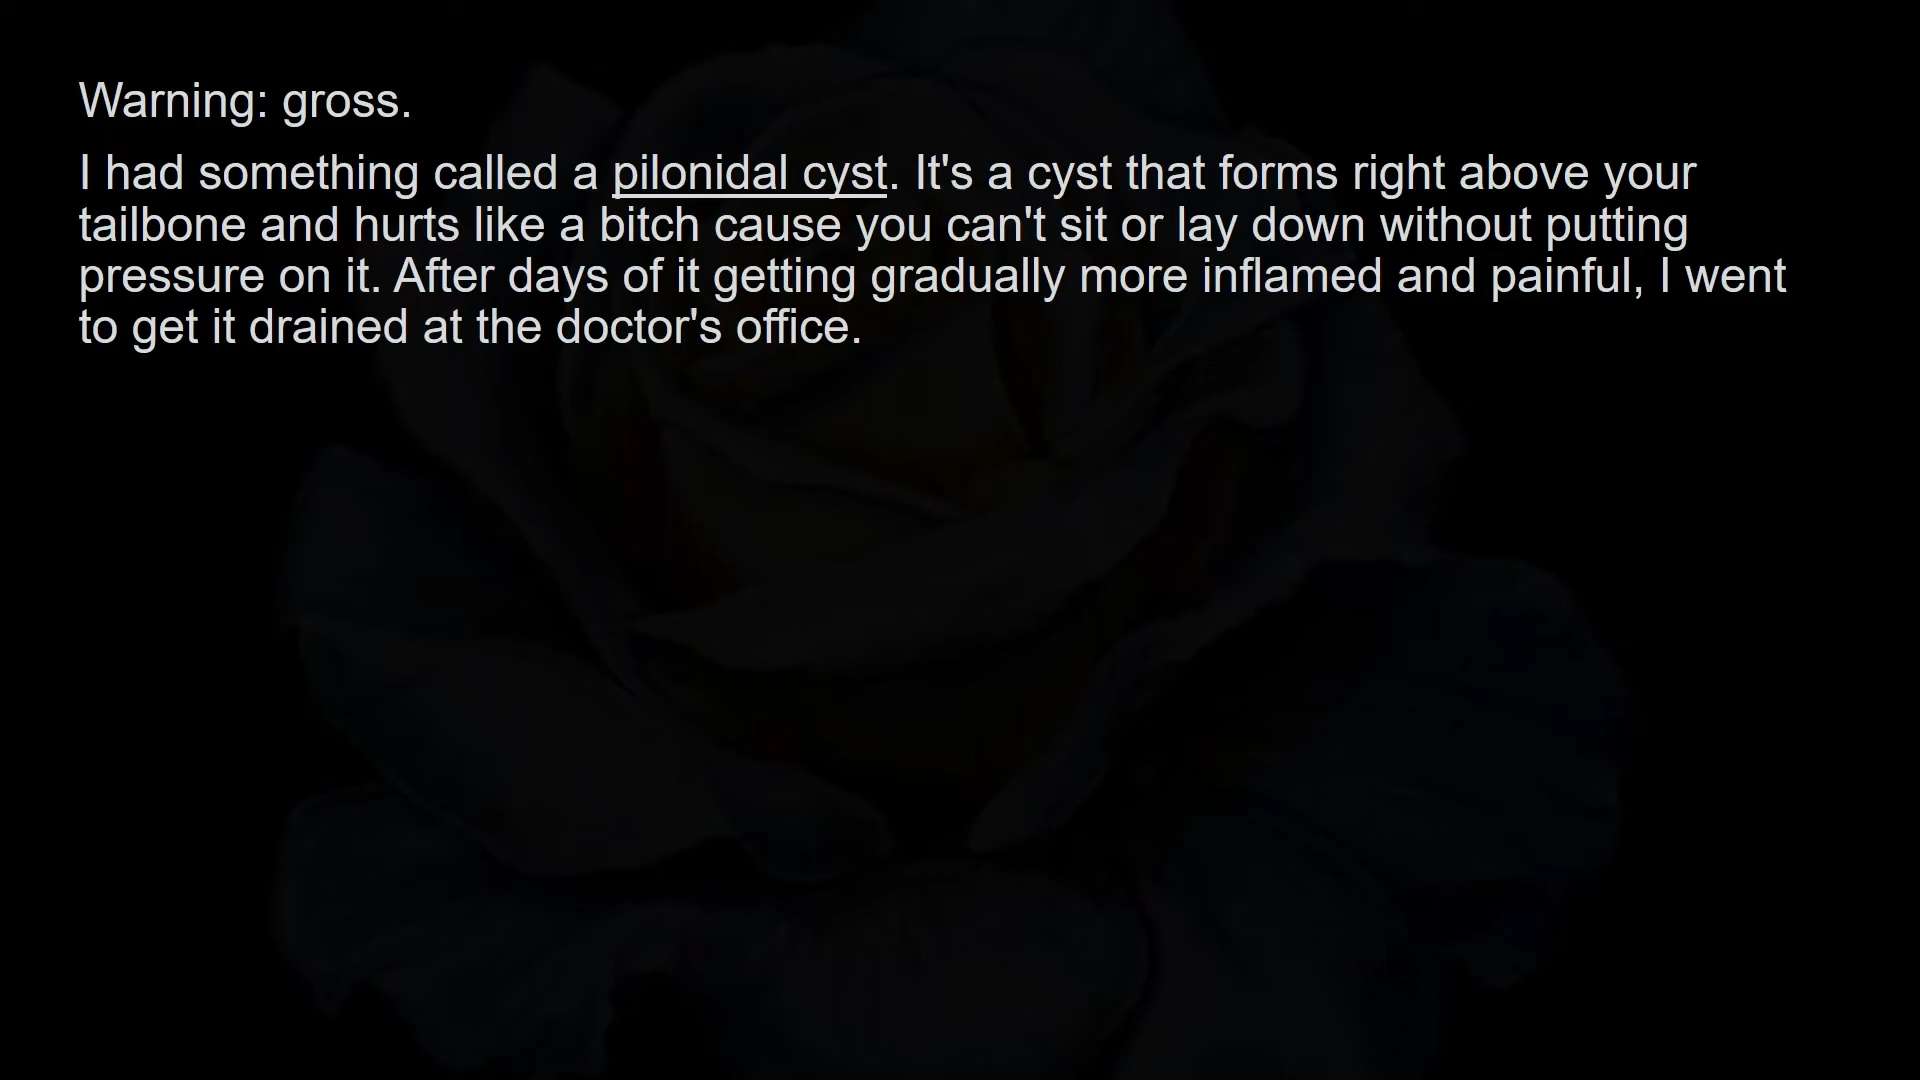 Warning: gross.
I had something called a pilonidal cyst. It's a cyst that forms right above your
tailbone and hurts like a bitch cause you can't sit or lay down without putting
pressure on it. After days of it getting gradually more inflamed and painful, I went
to get it drained at the doctor's office.